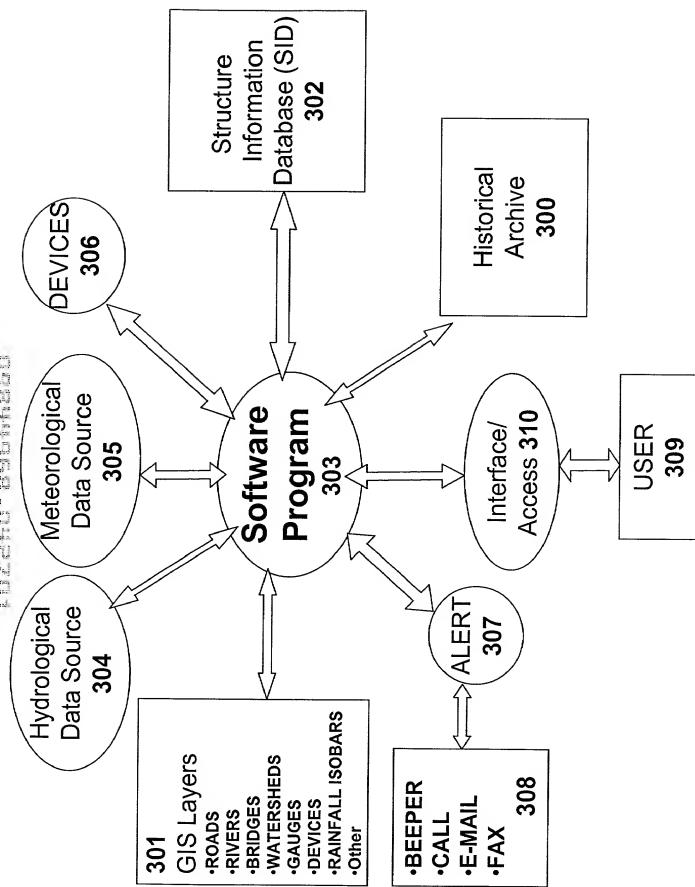 Hydrological
Data Source
304
Meteorological
Data Source
305
DEVICES
306
Structure
Information
Database (SID)
302
301
GIS Layers
•ROADS
•RIVERS
•BRIDGES
•WATERSHEDS
•GAUGES
•DEVICES
•RAINFALL ISOBARS
•Other
Software
Program
303
Historical
Archive
300
•BEEPER
•CALL
•E-MAIL
•FAX
308
ALERT
307
Interface/
Access 310
USER
309